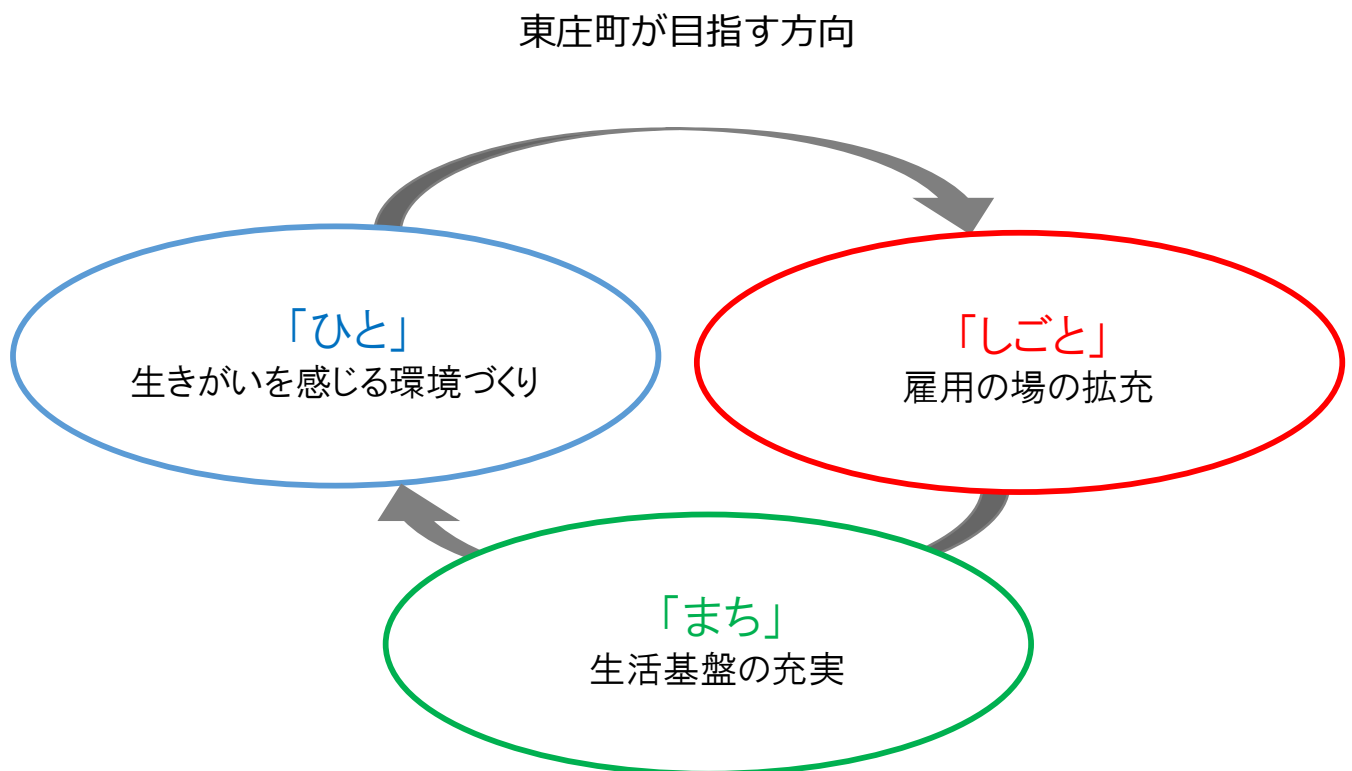 東庄町が目指す方向
「ひと」
生きがいを感じる環境づくり
「しごと」
雇用の場の拡充
「まち」
生活基盤の充実